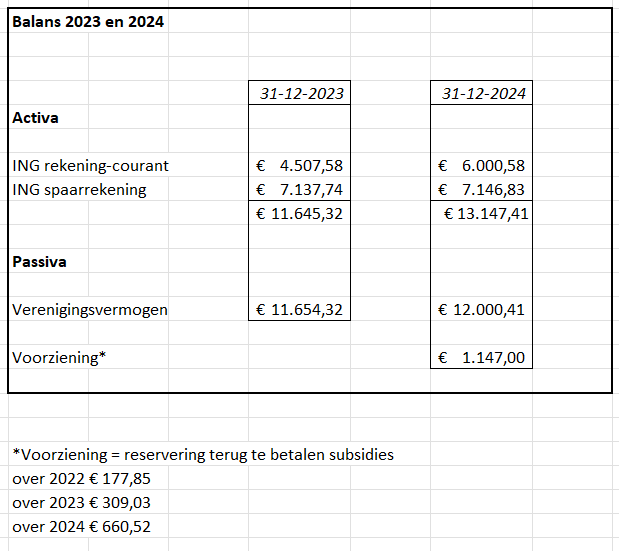 Balans 2023 en 2024
31-12-2023 31-12-2024
Activa
ING rekening-courant € 4.507,58 € 6.000,58
ING spaarrekening € 7.137,74 € 7.146,83
€ 11.645,32 € 13.147,41
Passiva
Verenigingsvermogen € 11.654,32 € 12.000,41
Voorziening* € 1.147,00
*Voorziening = reservering terug te betalen subsidies
over 2022 € 177,85
over 2023 € 309,03
over 2024 € 660,52